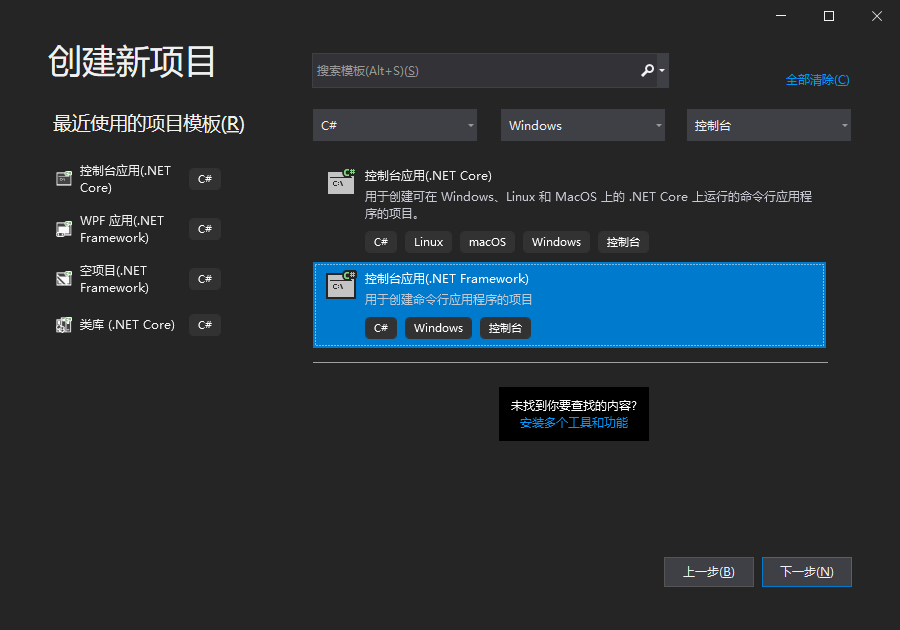 创建新项目
搜索模板(Alt+S)(S)
全部清除(C)
最近使用的项目模板(R)
C#
Windows
控制台
控制台应用(.NET
Core)
C#
WPF 应用(.NET
Framework)
C#
空项目(.NET
Framework)
C#
类库 (.NET Core)
C#
控制台应用(.NET Core)
用于创建可在 Windows、Linux 和 MacOS 上的 .NET Core 上运行的命令行应用程
序的项目。
C#
Linux
macOS
Windows
控制台
控制台应用(.NET Framework)
用于创建命令行应用程序的项目
C#
Windows
控制台
未找到你要查找的内容?
安装多个工具和功能
上一步(B)
下一步(N)